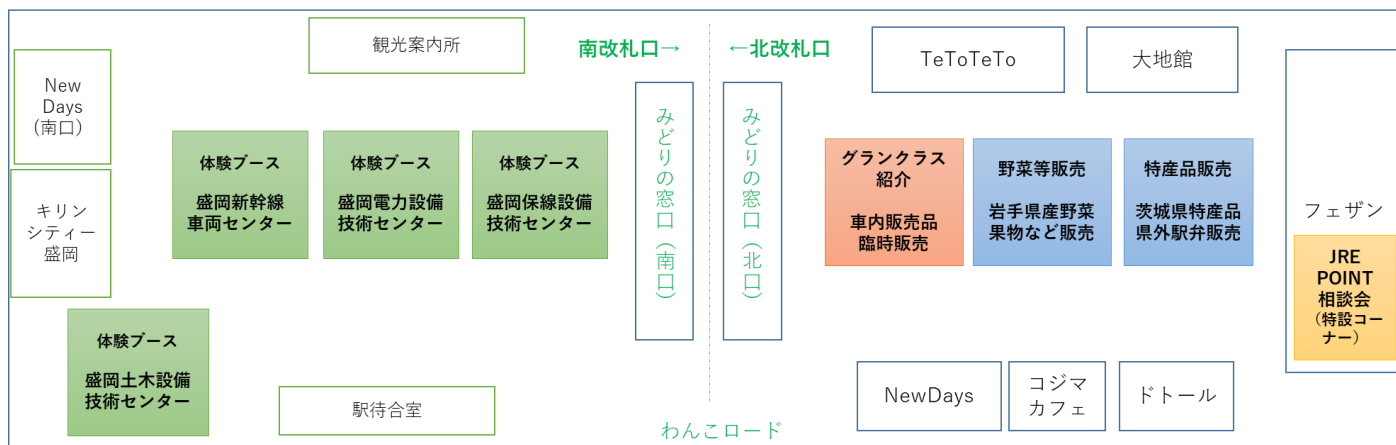 観光案内所
南改札口→
←北改札口
TeToTeTo
大地館
New
Days
（南口）
キリン
シティー
盛岡
体験ブース
盛岡新幹線
車両センター
体験ブース
盛岡電力設備
技術センター
体験ブース
盛岡保線設備
技術センター
みどりの窓口（南口）
みどりの窓口（北口）
グランクラス
紹介
車内販売品
臨時販売
野菜等販売
岩手県産野菜
果物など販売
特産品販売
茨城県特産品
県外駅弁販売
フェザン
JRE
POINT
相談会
（特設コー
ナー）
体験ブース
盛岡土木設備
技術センター
駅待合室
NewDays
コジマ
カフェ
ドトール
わんこロード